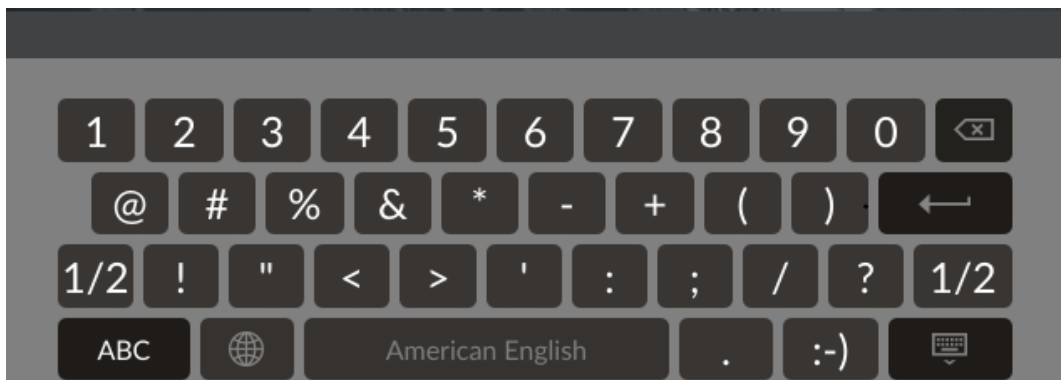 1 2 3 4 5 6 7 8 9 0
@ # % & * - + ( )
1/2 ! " < > ' : ; / ? 1/2
ABC American English . :-)